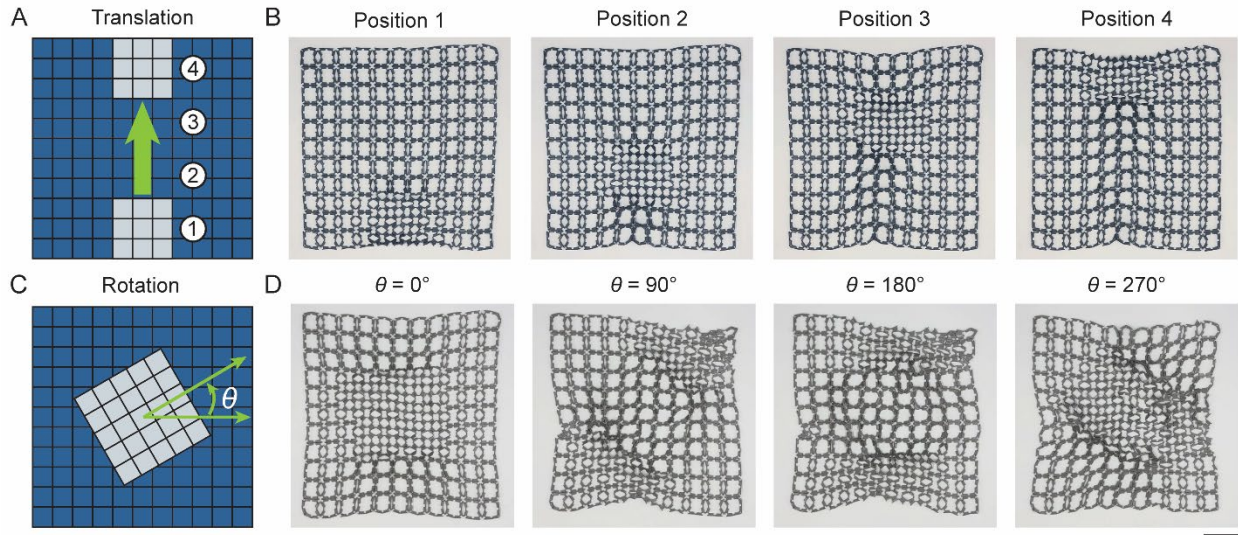 A Translation
4
3
2
1
B Position 1 Position 2 Position 3 Position 4
C Rotation
θ
D θ = 0° θ = 90° θ = 180° θ = 270°